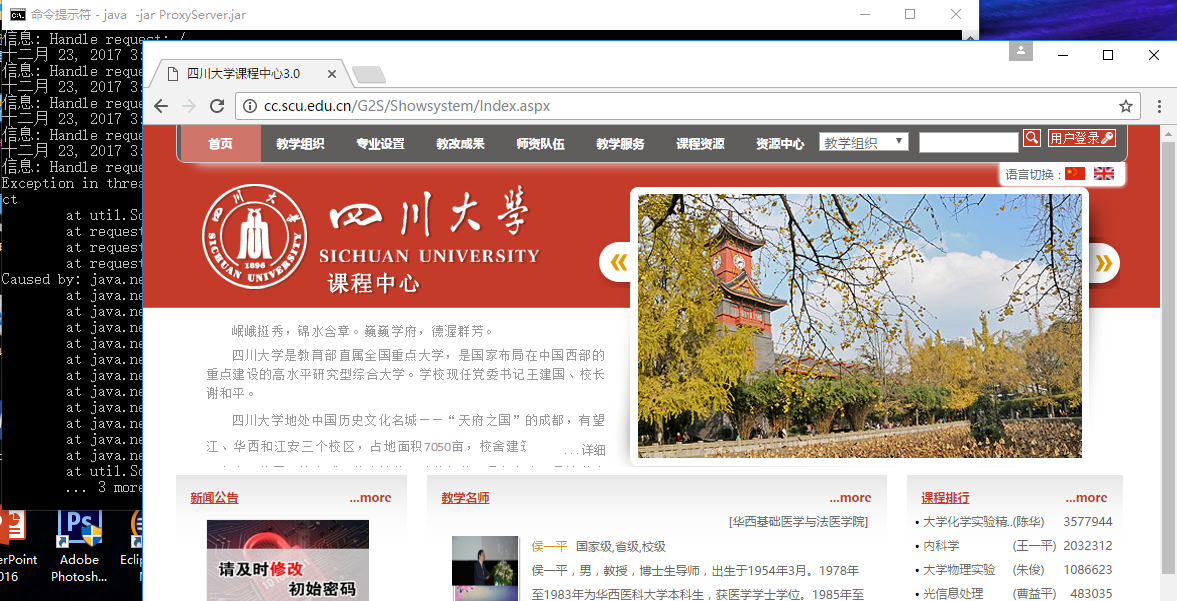 命令提示符 - java  -jar ProxyServer.jar
信息: Handle request: /
十二月 23, 2017 3:
信息: Handle reque
十二月 23, 2017 3:
信息: Handle reque
十二月 23, 2017 3:
信息: Handle reque
十二月 23, 2017 3:
信息: Handle reque
Exception in threa
ct
at util.So
at request
at request
at request
Caused by: java.ne
at java.ne
at java.ne
at java.ne
at java.ne
at java.ne
at java.ne
at java.ne
at java.ne
at java.ne
at java.ne
at java.ne
at util.So
... 3 more
erPoint
016
Adobe
Photosh...
Eclip
四川大学课程中心3.0
cc.scu.edu.cn/G2S/Showsystem/Index.aspx
首页 教学组织 专业设置 教改成果 师资队伍 教学服务 课程资源 资源中心 教学组织 用户登录
语言切换：
四川大学
SICHUAN UNIVERSITY
1896
四川大學
SICHUAN UNIVERSITY
课程中心
岷峨挺秀，锦水含章。巍巍学府，德渥群芳。
四川大学是教育部直属全国重点大学，是国家布局在中国西部的
重点建设的高水平研究型综合大学。学校现任党委书记王建国、校长
谢和平。
四川大学地处中国历史文化名城——“天府之国”的成都，有望
江、华西和江安三个校区，占地面积7050亩，校舍建 ...详细
新闻公告 ...more
请及时修改
初始密码
教学名师 ...more
[华西基础医学与法医学院]
侯一平 国家级,省级,校级
侯一平，男，教授，博士生导师，出生于1954年3月。1978年
至1983年为华西医科大学本科生，获医学学士学位。1985年至
课程排行 ...more
• 大学化学实验精..(陈华) 3577944
• 内科学 (王一平) 2032312
• 大学物理实验 (朱俊) 1086623
• 光信息处理 (曹益平) 483035